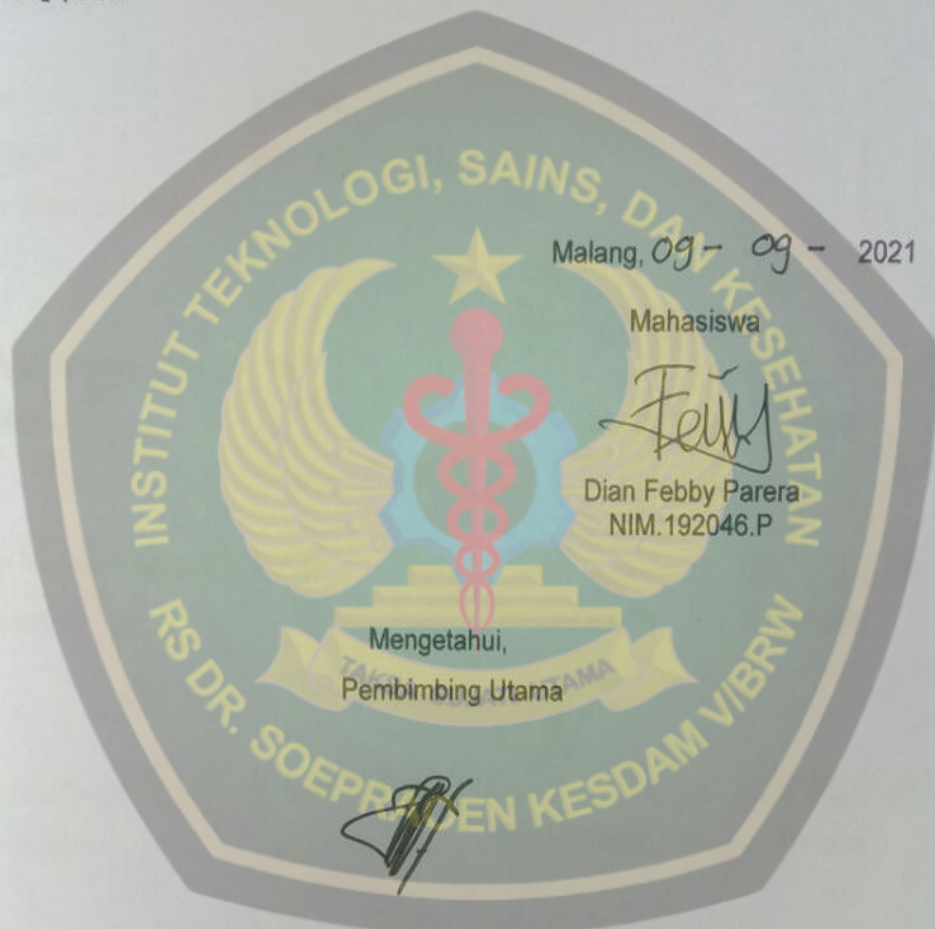 Malang, 09 - 09 - 2021
Mahasiswa
Dian Febby Parera
NIM.192046.P
Mengetahui,
Pembimbing Utama
INSTITUT TEKNOLOGI, SAINS, DAN KESEHATAN
RS DR. SOEPRAOEN KESDAM V/BRW
UTAMA